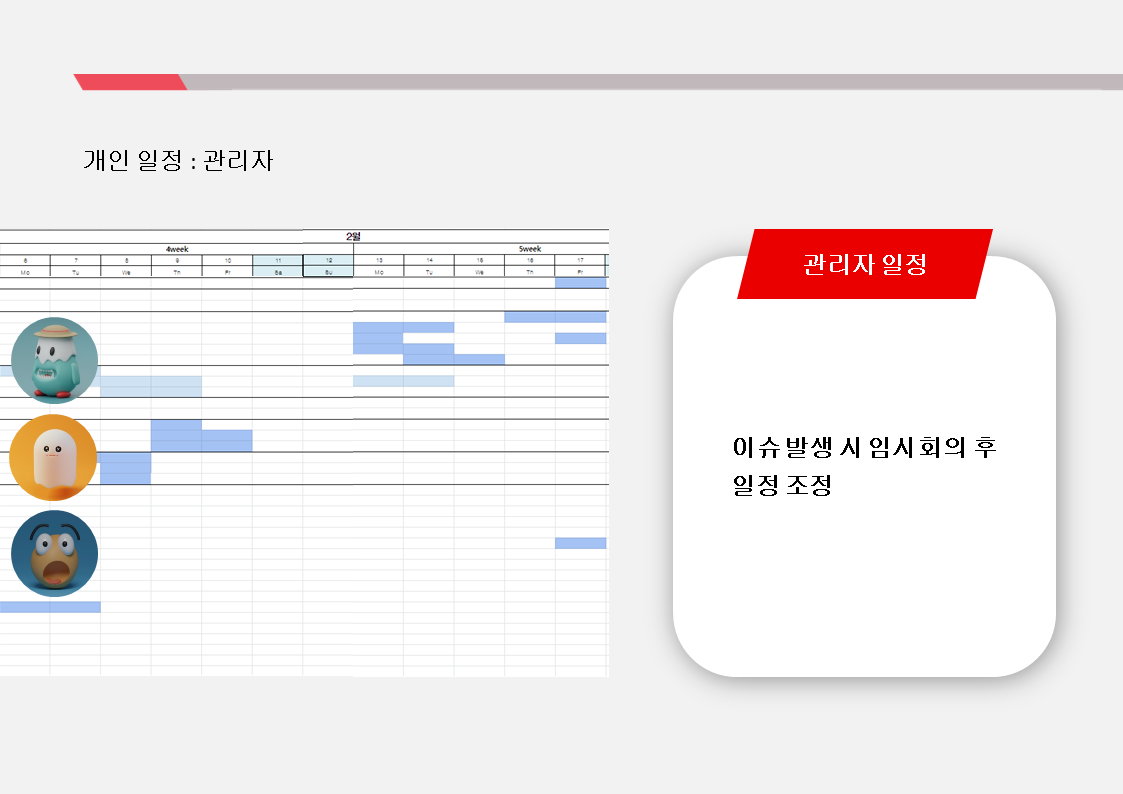 개인 일정 : 관리자
2월
4week 5week
6 7 8 9 10 11 12 13 14 15 16 17
Mo Tu We Th Fr Sa Su Mo Tu We Th Fr
관리자 일정
이슈 발생 시 임시회의 후
일정 조정